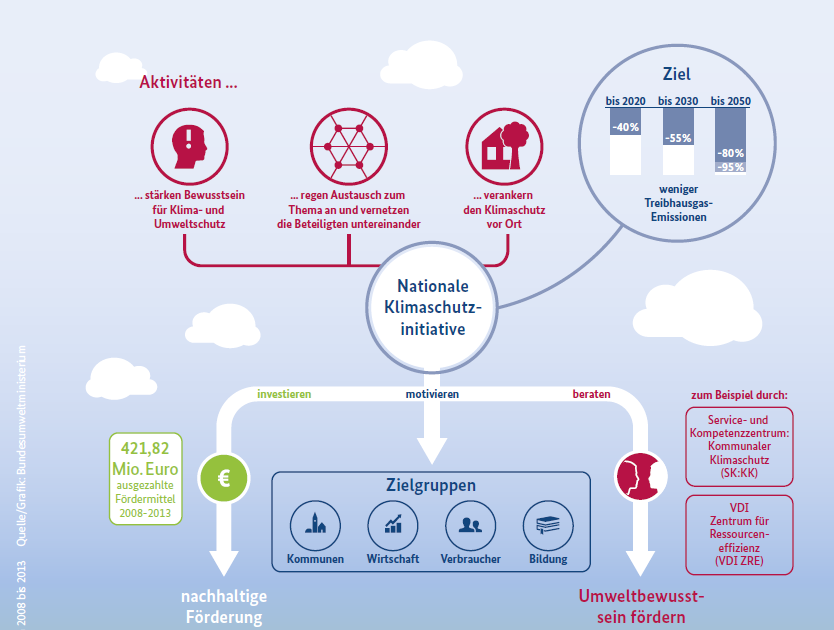 Aktivitäten ...
... stärken Bewusstsein
für Klima- und
Umweltschutz
... regen Austausch zum
Thema an und vernetzen
die Beteiligten untereinander
... verankern
den Klimaschutz
vor Ort
Ziel
bis 2020 bis 2030 bis 2050
-40%
-55%
-80%
-95%
weniger
Treibhausgas-
Emissionen
Nationale
Klimaschutz-
initiative
investieren motivieren beraten
421,82
Mio. Euro
ausgezahlte
Fördermittel
2008-2013
€
nachhaltige
Förderung
Zielgruppen
Kommunen Wirtschaft Verbraucher Bildung
zum Beispiel durch:
Service- und
Kompetenzzentrum:
Kommunaler
Klimaschutz
(SK:KK)
VDI
Zentrum für
Ressourcen-
effizienz
(VDI ZRE)
Umweltbewusst-
sein fördern
2008 bis 2013 Quelle/Grafik: Bundesumweltministerium